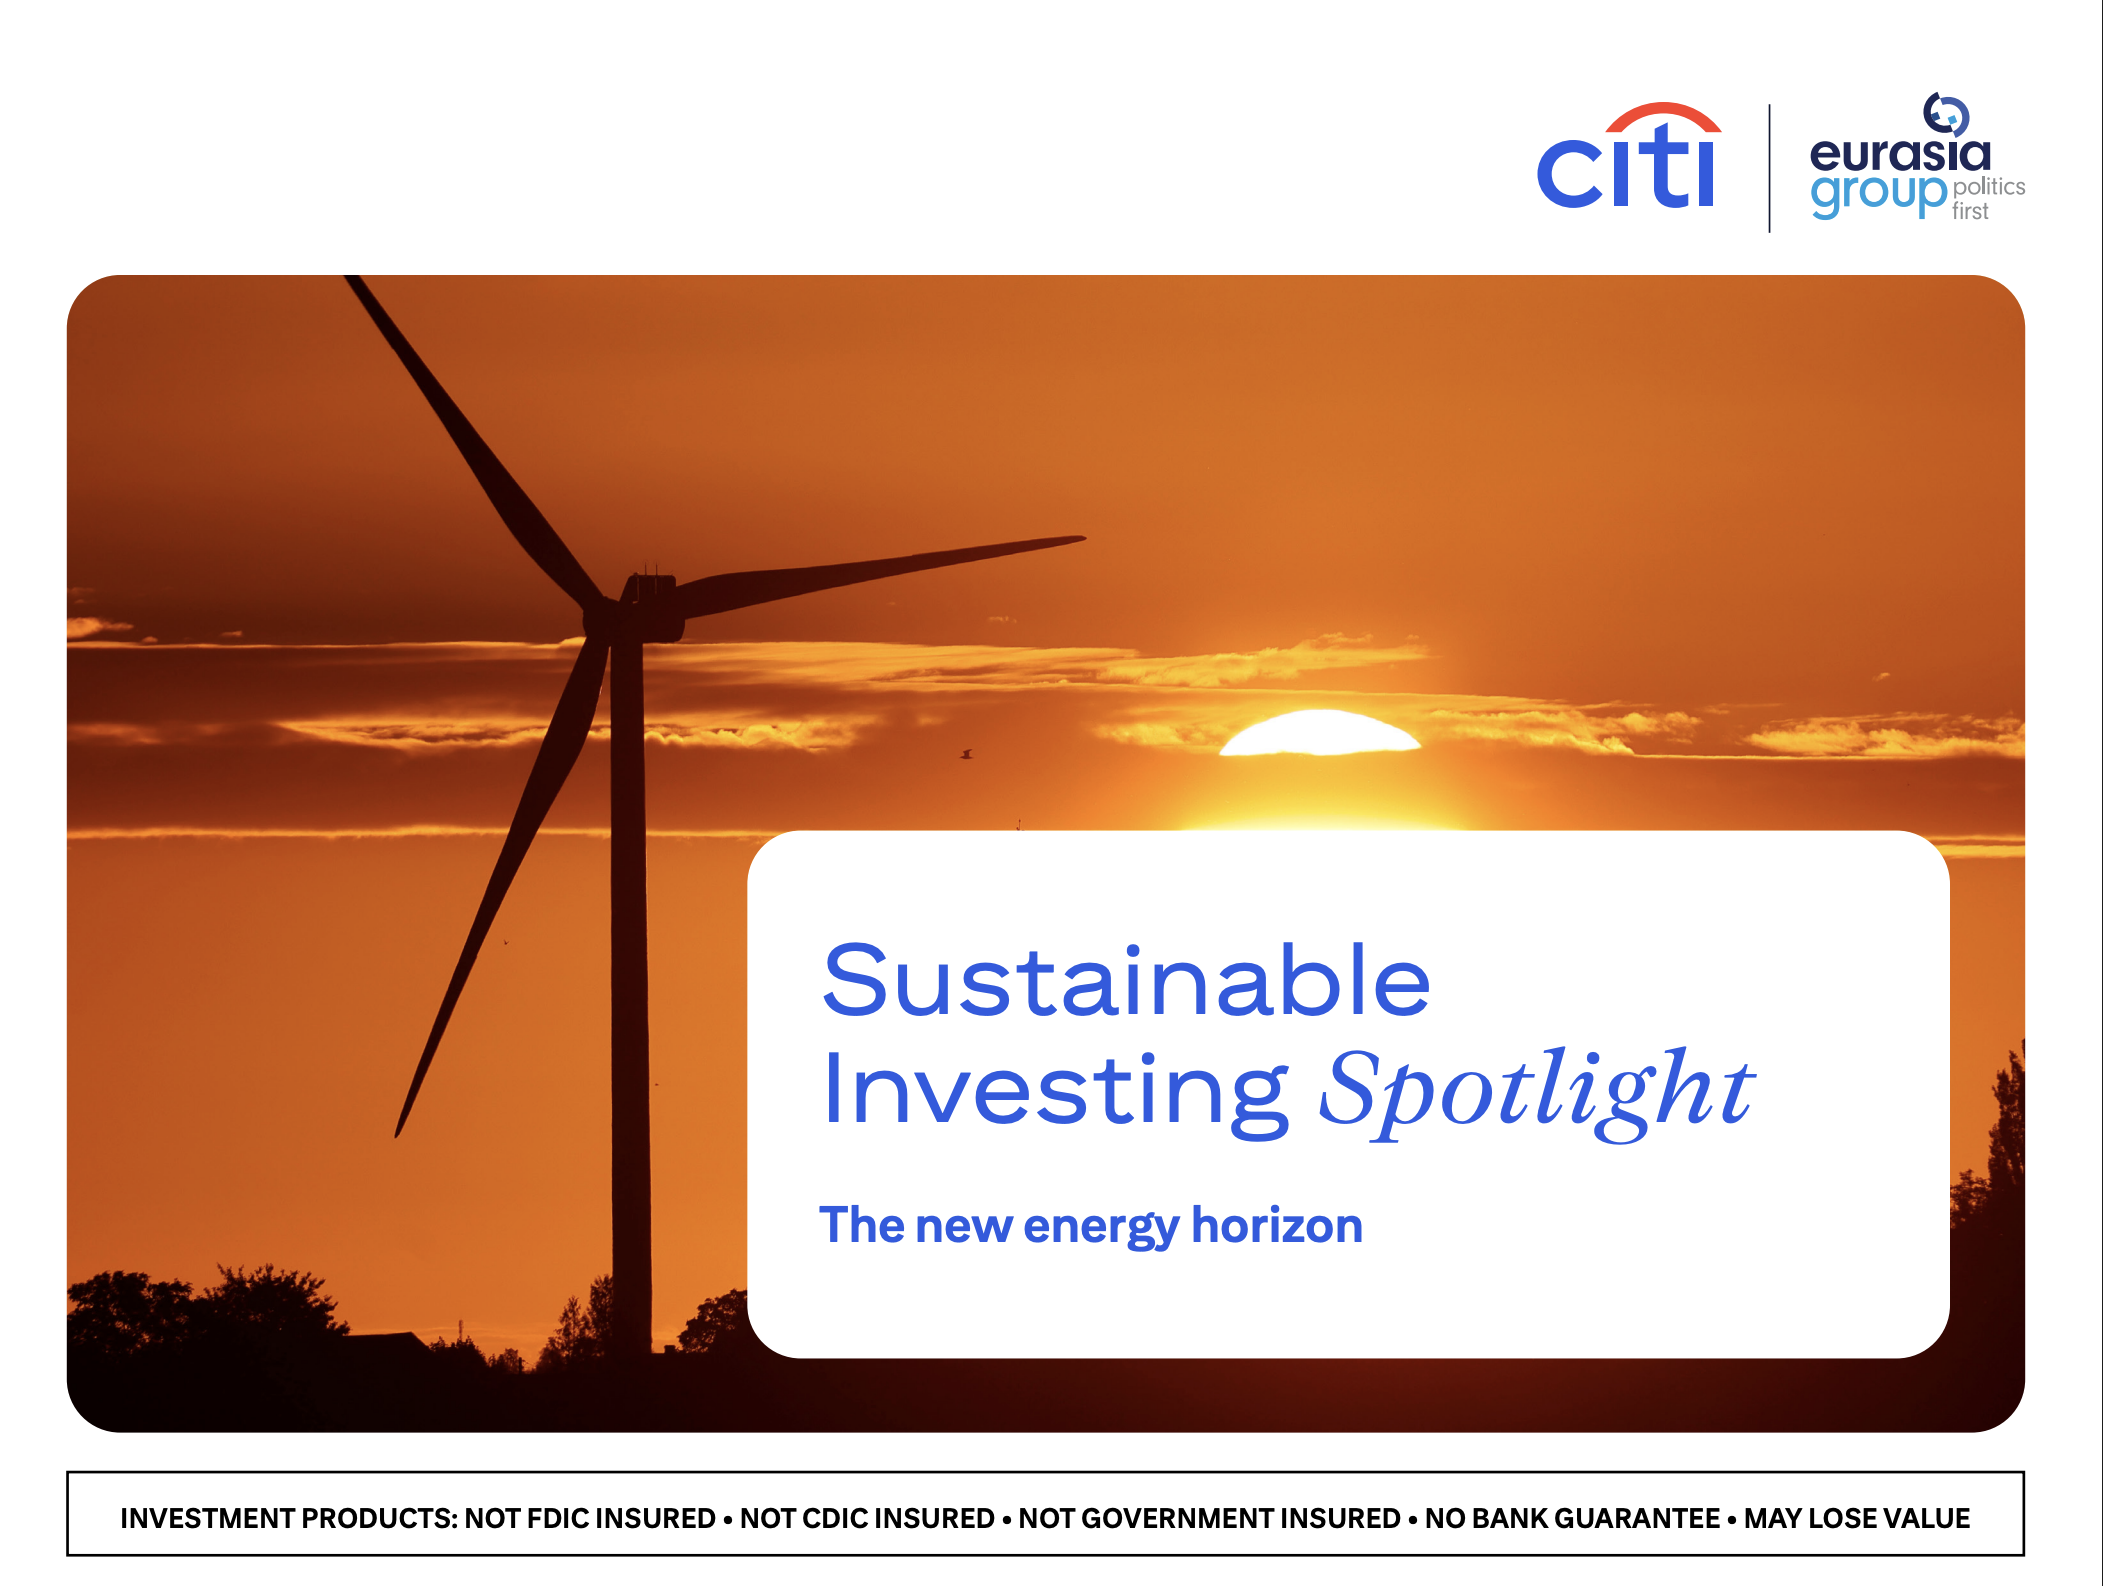 citi
eurasia
group politics
first
Sustainable
Investing Spotlight
The new energy horizon
INVESTMENT PRODUCTS: NOT FDIC INSURED • NOT CDIC INSURED • NOT GOVERNMENT INSURED • NO BANK GUARANTEE • MAY LOSE VALUE